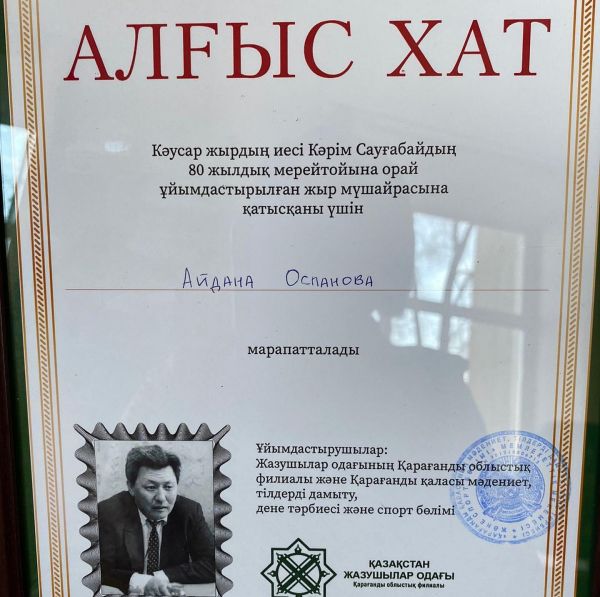 АЛҒЫС ХАТ
Кәусар жырдың иесі Кәрім Сауғабайдың
80 жылдық мерейтойына орай
ұйымдастырылған жыр мүшайрасына
қатысқаны үшін
Айдана Оспанова
марапатталады
Ұйымдастырушылар:
Жазушылар одағының Қарағанды облыстық
филиалы және Қарағанды қаласы мәдениет,
тілдерді дамыту,
дене тәрбиесі және спорт бөлімі
ҚАЗАҚСТАН
ЖАЗУШЫЛАР ОДАҒЫ
Қарағанды облыстық филиалы